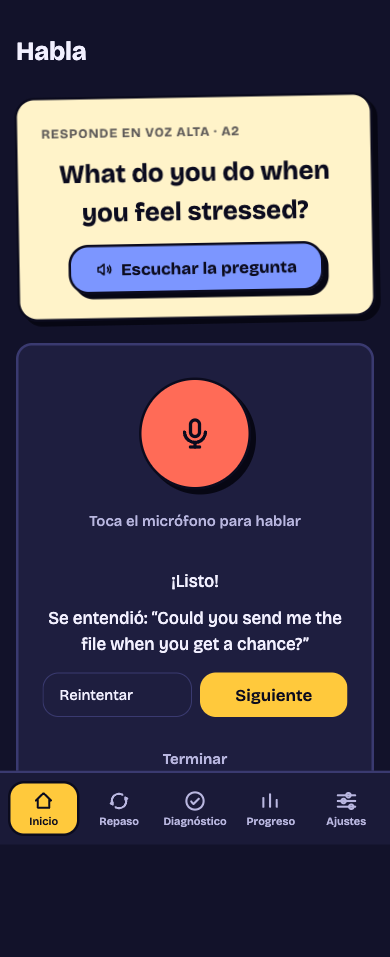 Habla
RESPONDE EN VOZ ALTA · A2
What do you do when
you feel stressed?
Escuchar la pregunta
Toca el micrófono para hablar
¡Listo!
Se entendió: “Could you send me the
file when you get a chance?”
Reintentar
Siguiente
Terminar
Inicio
Repaso
Diagnóstico
Progreso
Ajustes